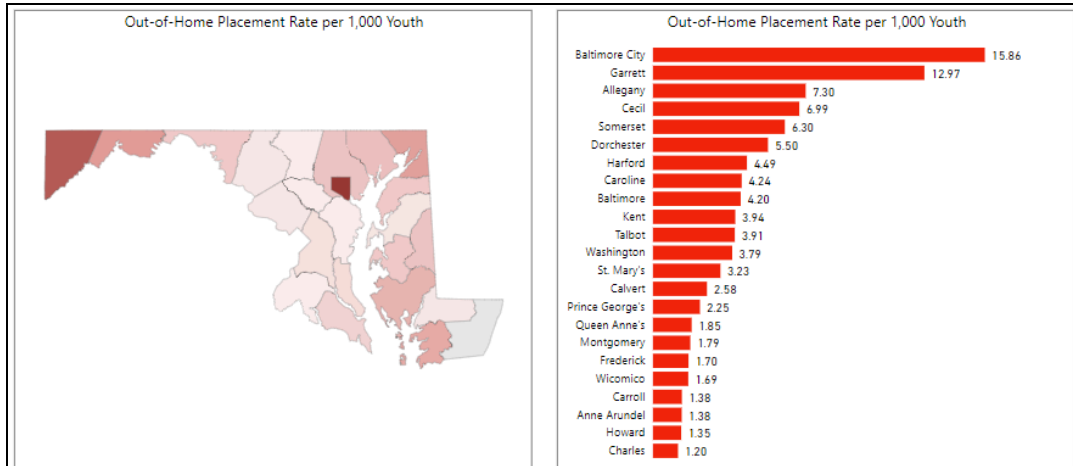 Out-of-Home Placement Rate per 1,000 Youth
Out-of-Home Placement Rate per 1,000 Youth
Baltimore City 15.86
Garrett 12.97
Allegany 7.30
Cecil 6.99
Somerset 6.30
Dorchester 5.50
Harford 4.49
Caroline 4.24
Baltimore 4.20
Kent 3.94
Talbot 3.91
Washington 3.79
St. Mary's 3.23
Calvert 2.58
Prince George's 2.25
Queen Anne's 1.85
Montgomery 1.79
Frederick 1.70
Wicomico 1.69
Carroll 1.38
Anne Arundel 1.38
Howard 1.35
Charles 1.20